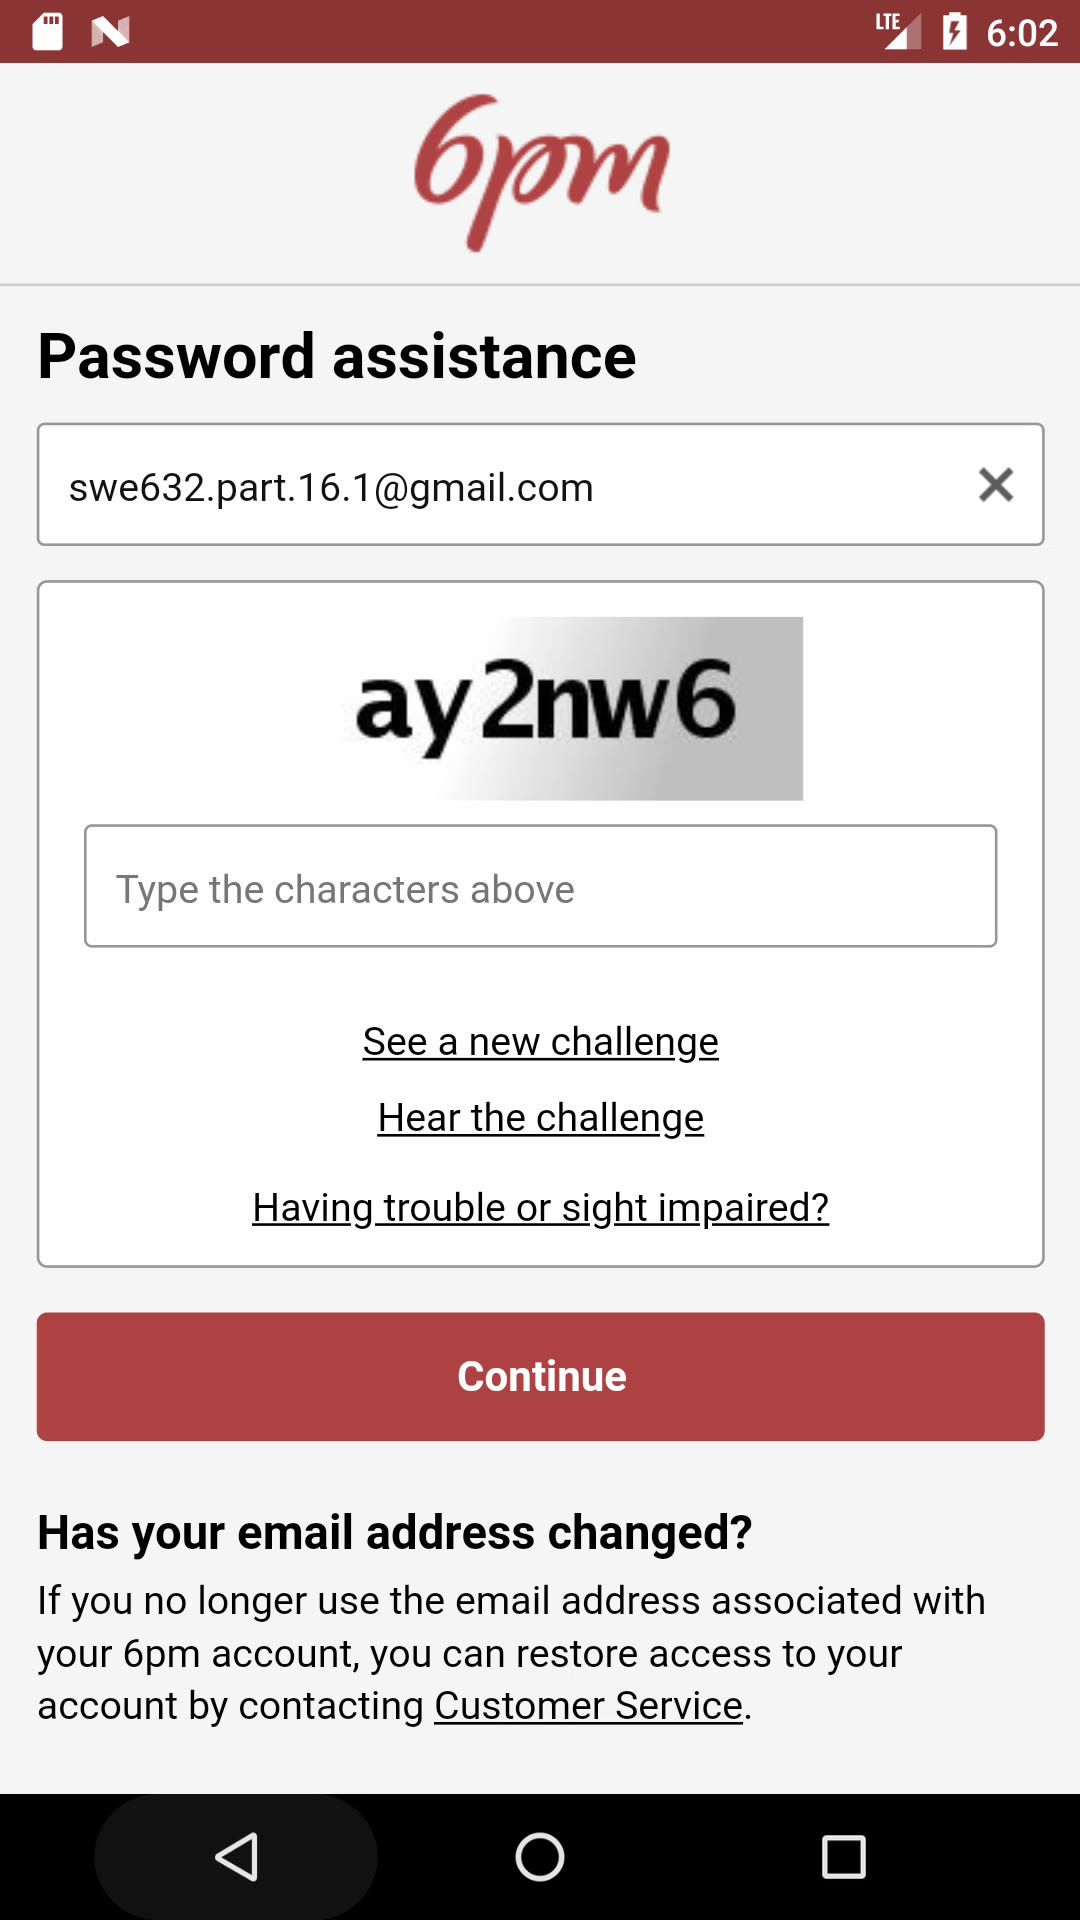 LTE 6:02
6pm
Password assistance
swe632.part.16.1@gmail.com
ay2nw6
Type the characters above
See a new challenge
Hear the challenge
Having trouble or sight impaired?
Continue
Has your email address changed?
If you no longer use the email address associated with
your 6pm account, you can restore access to your
account by contacting Customer Service.